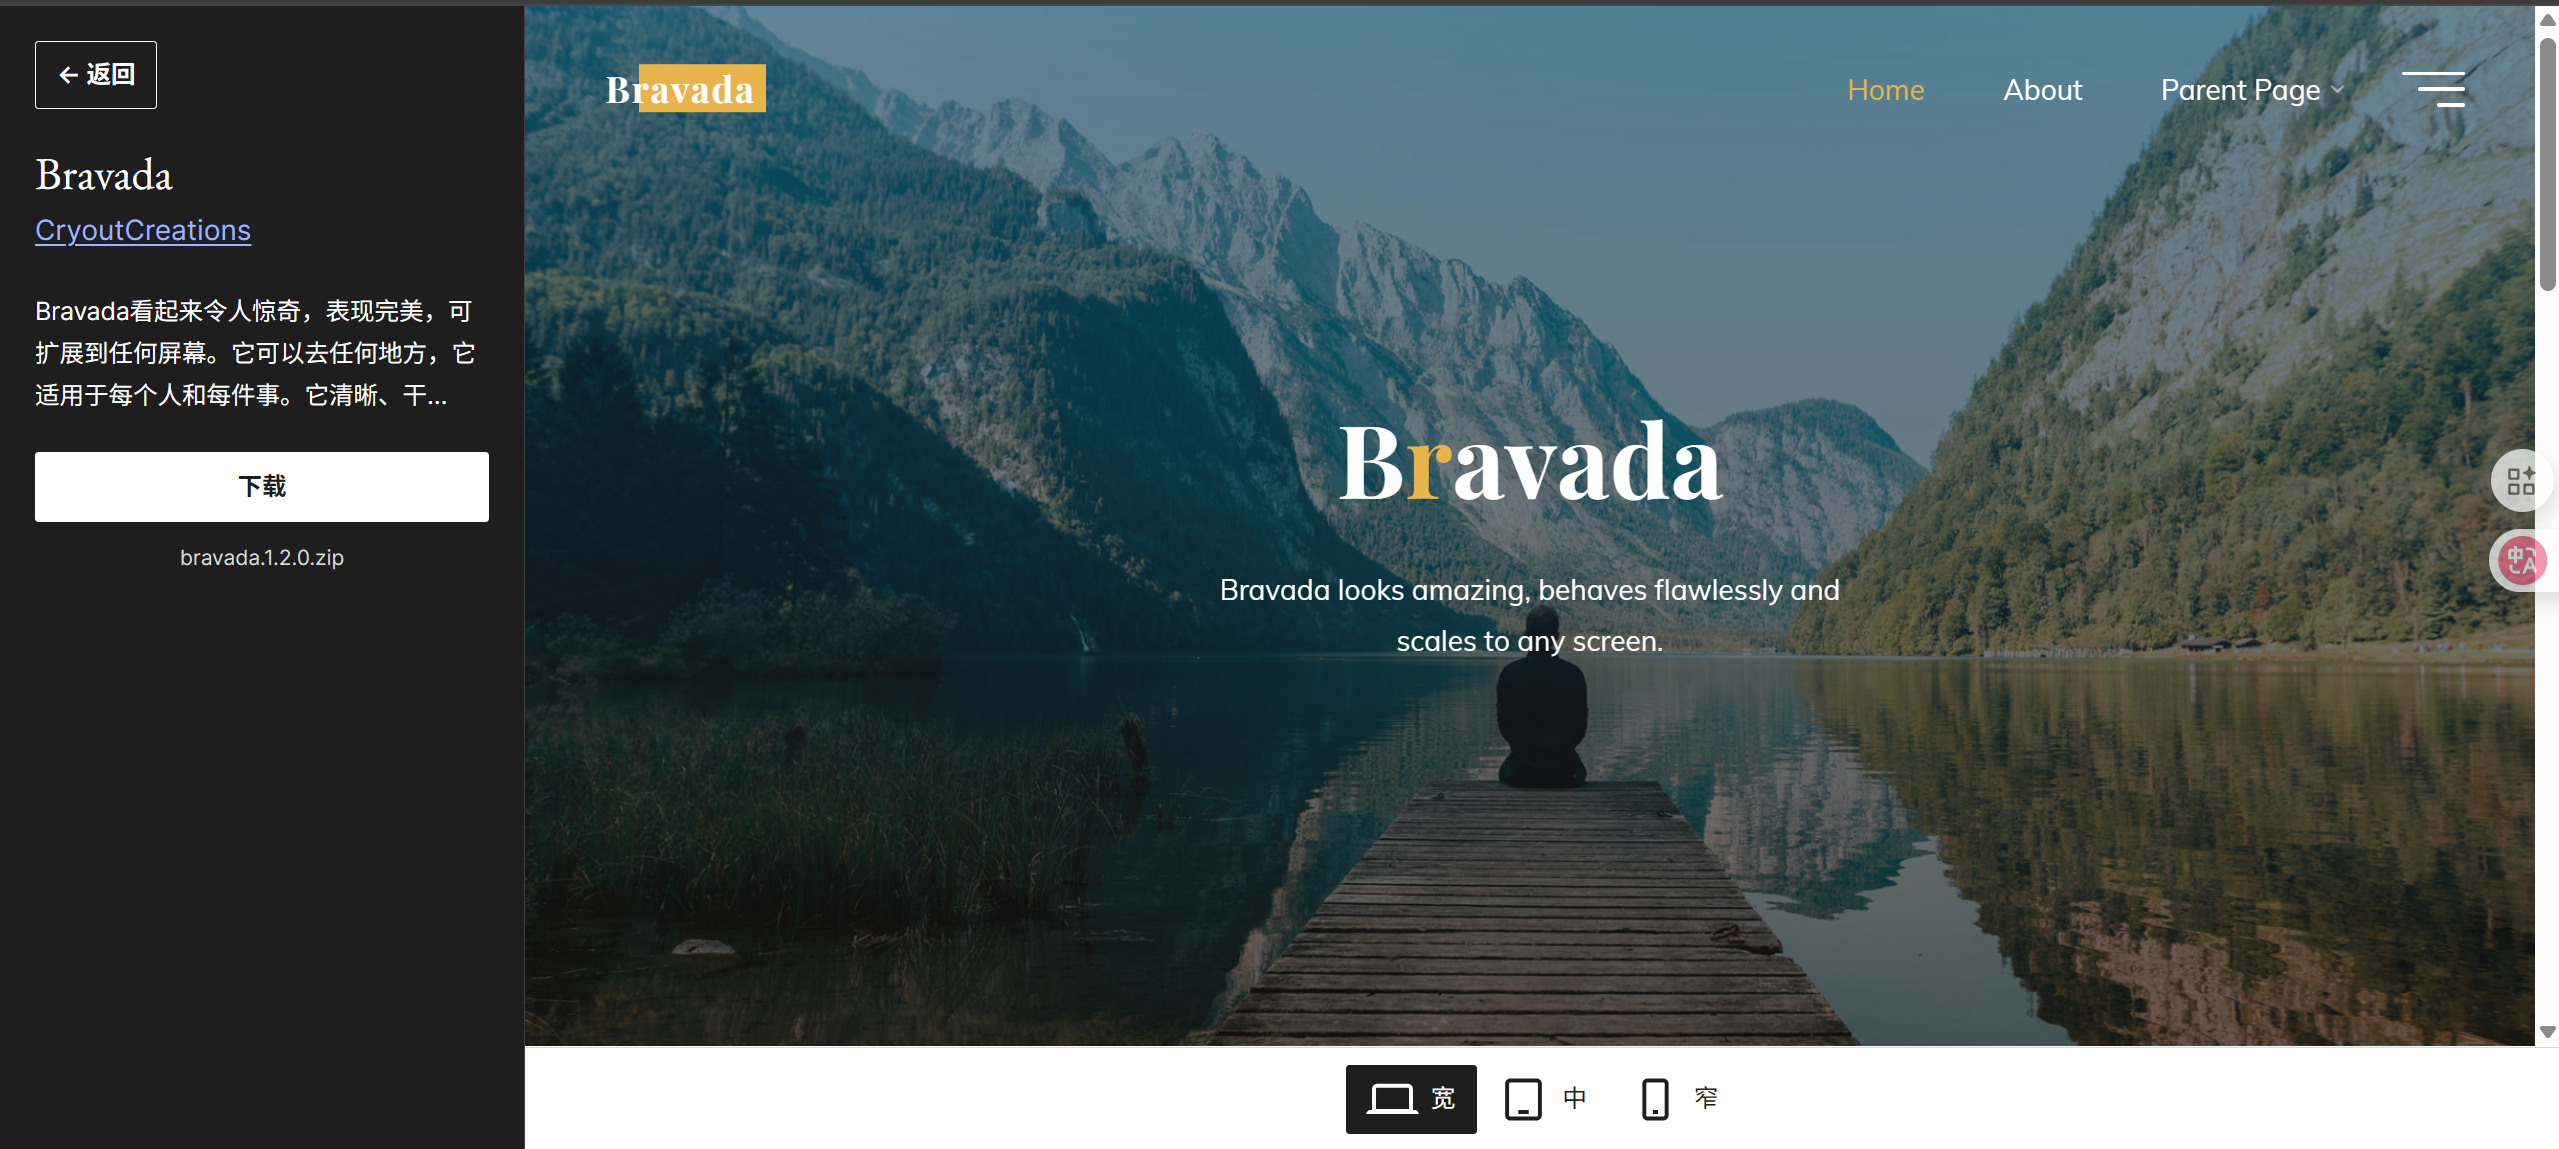 ← 返回
Bravada
CryoutCreations
Bravada看起来令人惊奇，表现完美，可
扩展到任何屏幕。它可以去任何地方，它
适用于每个人和每件事。它清晰、干...
下载
bravada.1.2.0.zip
Bravada
Home
About
Parent Page
Bravada
Bravada looks amazing, behaves flawlessly and
scales to any screen.
中A
宽
中
窄